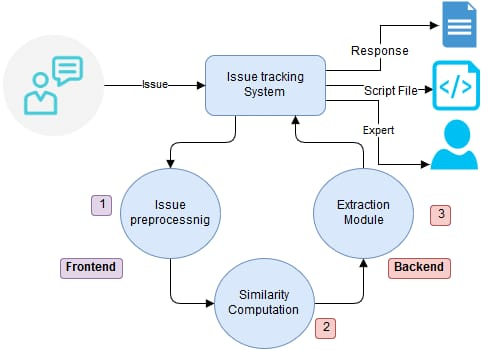 Response
Issue
Issue tracking
System
</>
Script File
Expert
1
Issue
preprocessnig
Extraction
Module
3
Frontend
Backend
Similarity
Computation
2